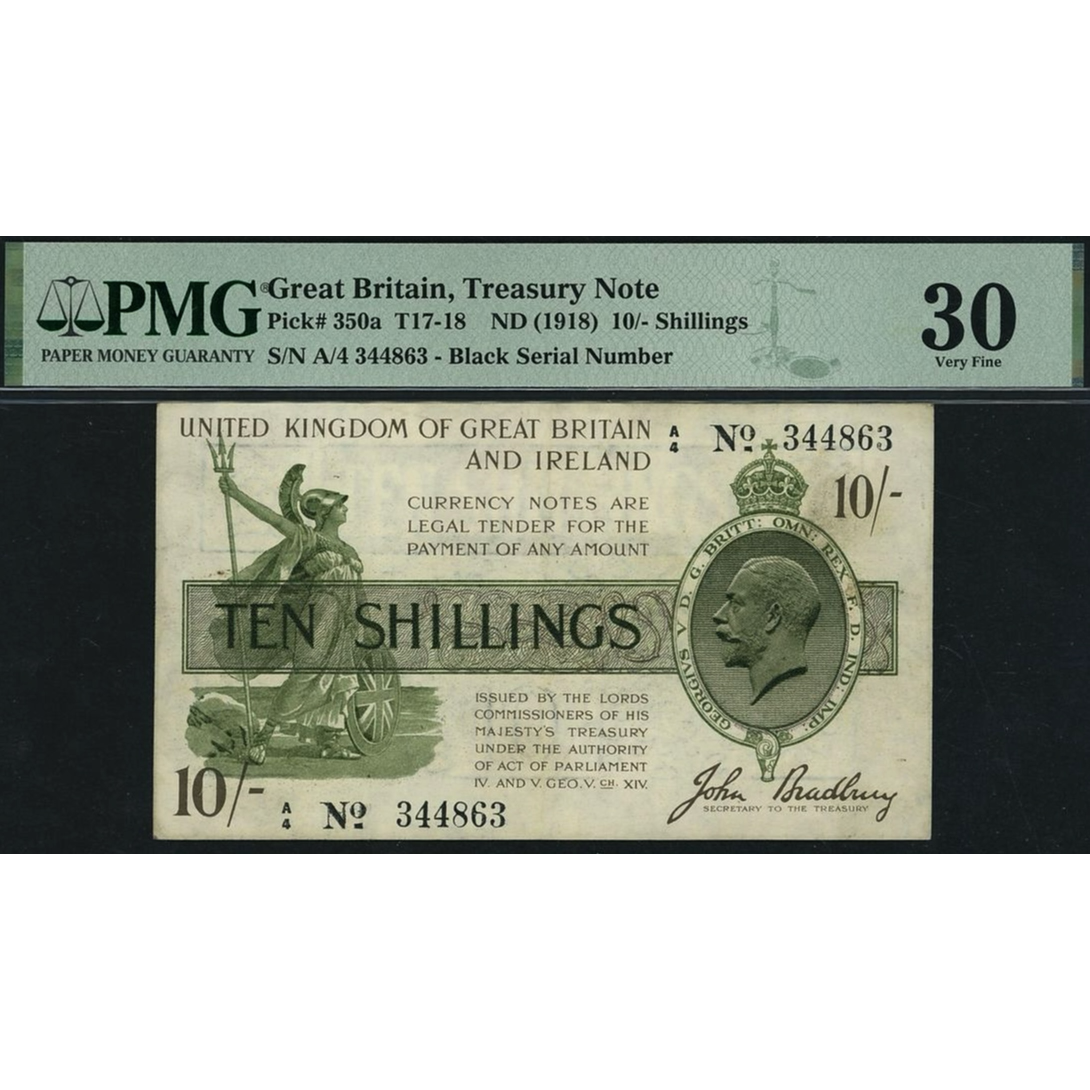 PMG®
PAPER MONEY GUARANTY
Great Britain, Treasury Note
Pick# 350a T17-18 ND (1918) 10/- Shillings
S/N A/4 344863 - Black Serial Number
30
Very Fine
UNITED KINGDOM OF GREAT BRITAIN
AND IRELAND
A/4 No 344863
10/-
CURRENCY NOTES ARE
LEGAL TENDER FOR THE
PAYMENT OF ANY AMOUNT
GEORGIVS V D. G. BRITT: OMN: REX F. D. IND: IMP:
TEN SHILLINGS
ISSUED BY THE LORDS
COMMISSIONERS OF HIS
MAJESTY'S TREASURY
UNDER THE AUTHORITY
OF ACT OF PARLIAMENT
IV. AND V. GEO. V. CH. XIV.
10/-
A/4 No 344863
John Bradbury
SECRETARY TO THE TREASURY